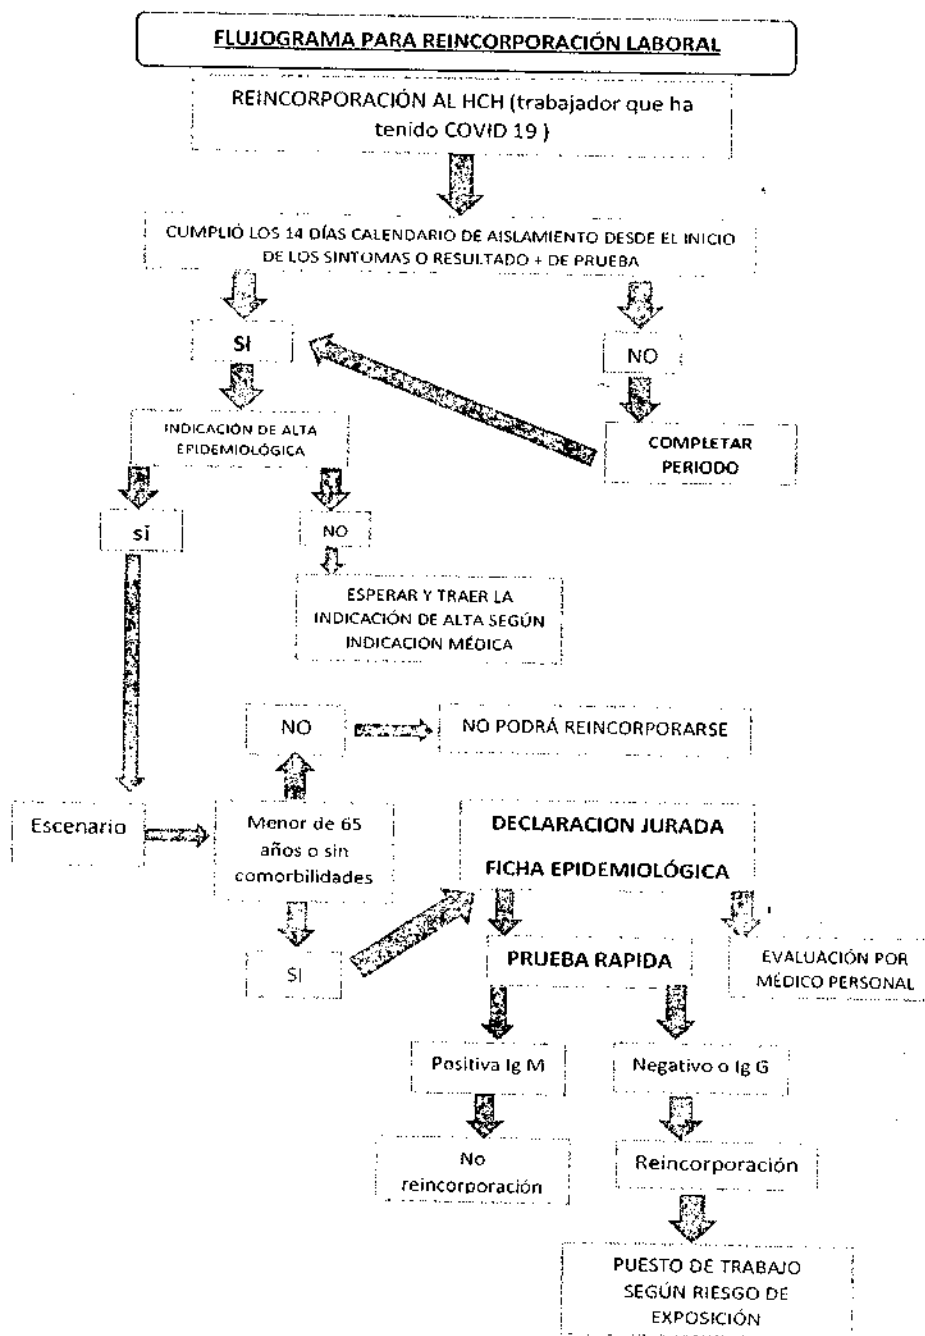 FLUJOGRAMA PARA REINCORPORACIÓN LABORAL
REINCORPORACIÓN AL HCH (trabajador que ha
tenido COVID 19 )
CUMPLIÓ LOS 14 DÍAS CALENDARIO DE AISLAMIENTO DESDE EL INICIO
DE LOS SINTOMAS O RESULTADO + DE PRUEBA
SI
NO
INDICACIÓN DE ALTA
EPIDEMIOLÓGICA
COMPLETAR
PERIODO
sí
NO
ESPERAR Y TRAER LA
INDICACIÓN DE ALTA SEGÚN
INDICACION MÉDICA
NO
NO PODRÁ REINCORPORARSE
Escenario
Menor de 65
años o sin
comorbilidades
DECLARACION JURADA
FICHA EPIDEMIOLÓGICA
SI
PRUEBA RAPIDA
EVALUACIÓN POR
MÉDICO PERSONAL
Positiva Ig M
Negativo o Ig G
No
reincorporación
Reincorporación
PUESTO DE TRABAJO
SEGÚN RIESGO DE
EXPOSICIÓN